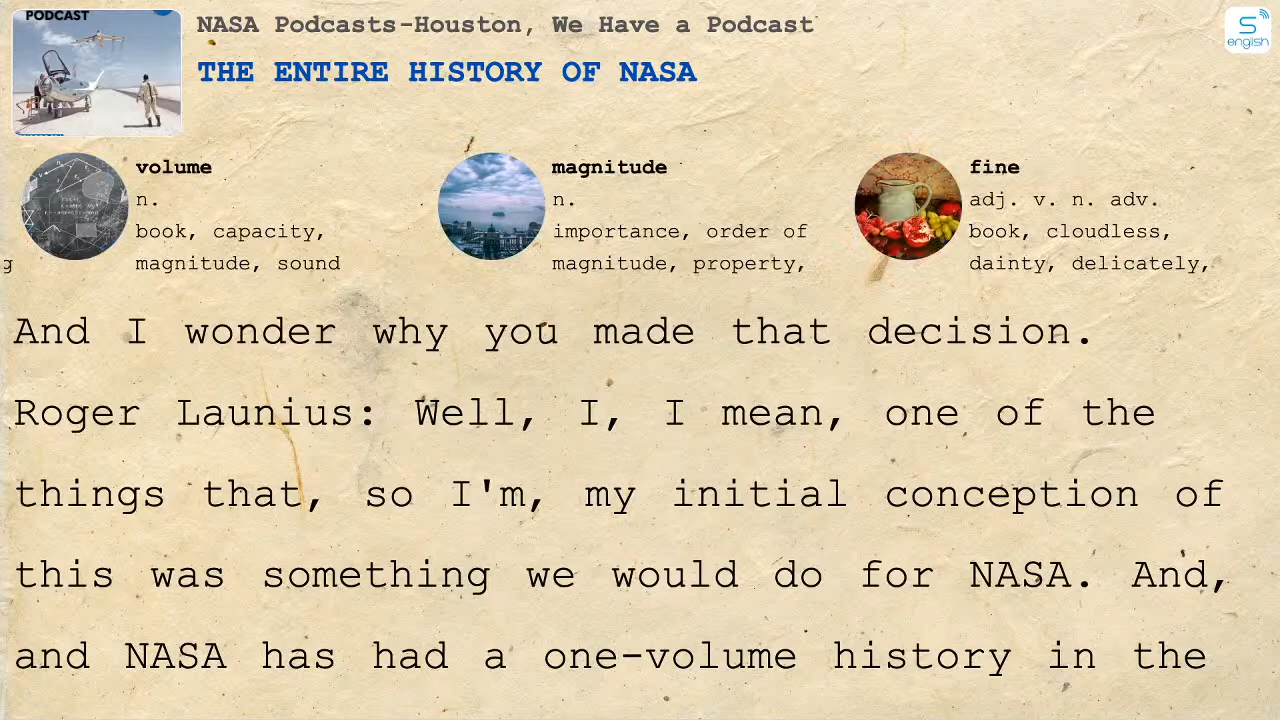 PODCAST
NASA Podcasts-Houston, We Have a Podcast
THE ENTIRE HISTORY OF NASA
S
english
volume
n.
book, capacity,
magnitude, sound
magnitude
n.
importance, order of
magnitude, property,
fine
adj. v. n. adv.
book, cloudless,
dainty, delicately,
g
And I wonder why you made that decision.
Roger Launius: Well, I, I mean, one of the
things that, so I'm, my initial conception of
this was something we would do for NASA. And,
and NASA has had a one-volume history in the